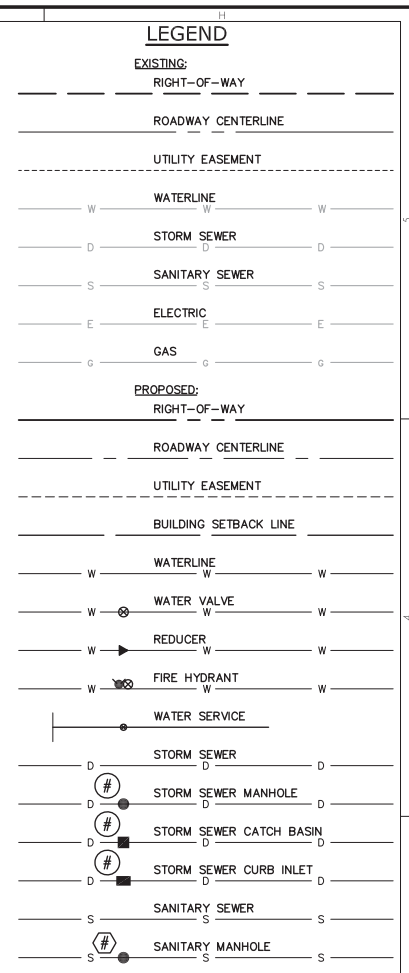 H
LEGEND
EXISTING:
RIGHT-OF-WAY
ROADWAY CENTERLINE
UTILITY EASEMENT
WATERLINE
W W W
5
STORM SEWER
D D D
SANITARY SEWER
S S S
ELECTRIC
E E E
GAS
G G G
PROPOSED:
RIGHT-OF-WAY
ROADWAY CENTERLINE
UTILITY EASEMENT
BUILDING SETBACK LINE
WATERLINE
W W W
WATER VALVE
W W W
4
REDUCER
W W W
FIRE HYDRANT
W W W
WATER SERVICE
STORM SEWER
D D D
# STORM SEWER MANHOLE
D D D
# STORM SEWER CATCH BASIN
D D D
# STORM SEWER CURB INLET
D D D
SANITARY SEWER
S S S
# SANITARY MANHOLE
S S S